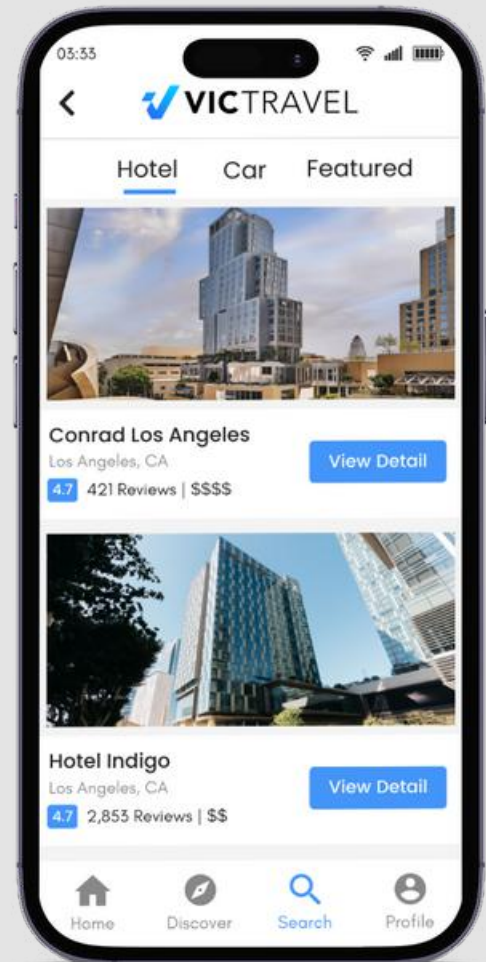 03:33
VICTRAVEL
Hotel Car Featured
Conrad Los Angeles
Los Angeles, CA
View Detail
4.7 421 Reviews | $$$$
Hotel Indigo
Los Angeles, CA
View Detail
4.7 2,853 Reviews | $$
Home Discover Search Profile